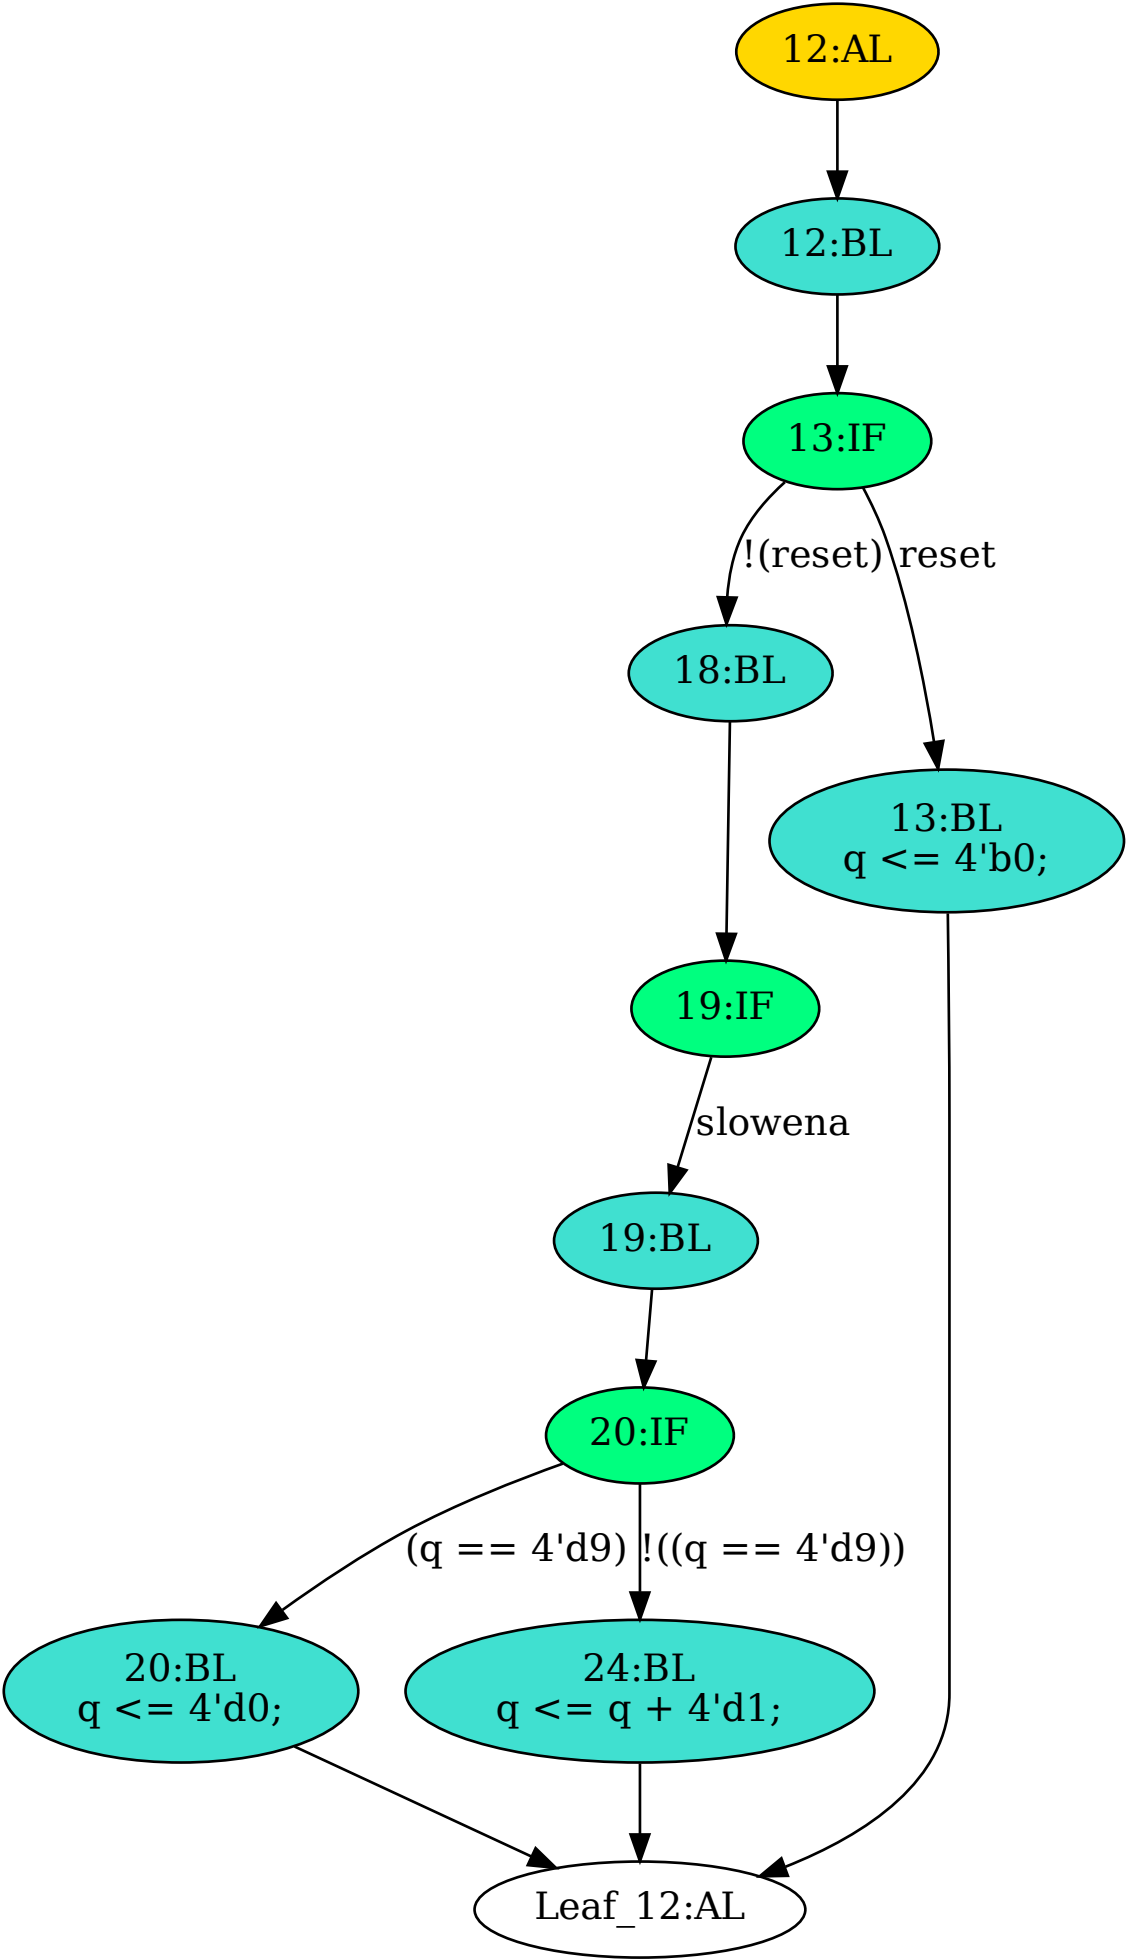 12:AL
12:BL
13:IF
!(reset)
reset
18:BL
13:BL
q <= 4'b0;
19:IF
slowena
19:BL
20:IF
(q == 4'd9)
!((q == 4'd9))
20:BL
q <= 4'd0;
24:BL
q <= q + 4'd1;
Leaf_12:AL